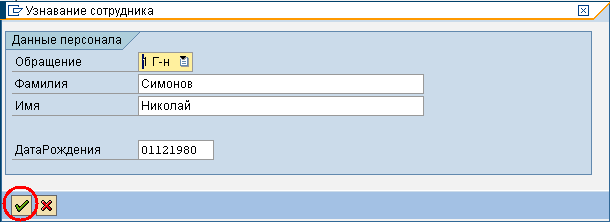 Узнавание сотрудника
Данные персонала
Обращение 1 Г-н
Фамилия Симонов
Имя Николай
ДатаРождения 01121980